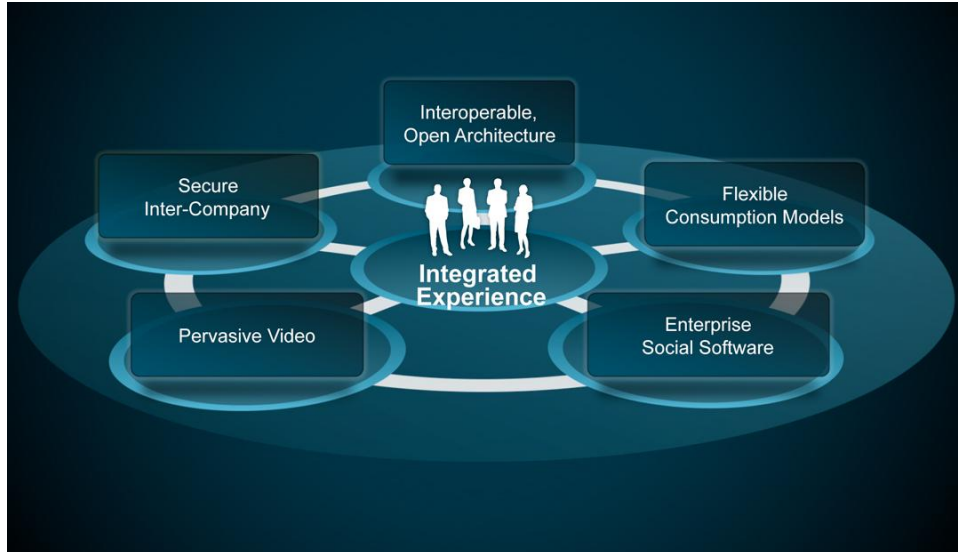 Interoperable,
Open Architecture
Secure
Inter-Company
Flexible
Consumption Models
Integrated
Experience
Pervasive Video
Enterprise
Social Software